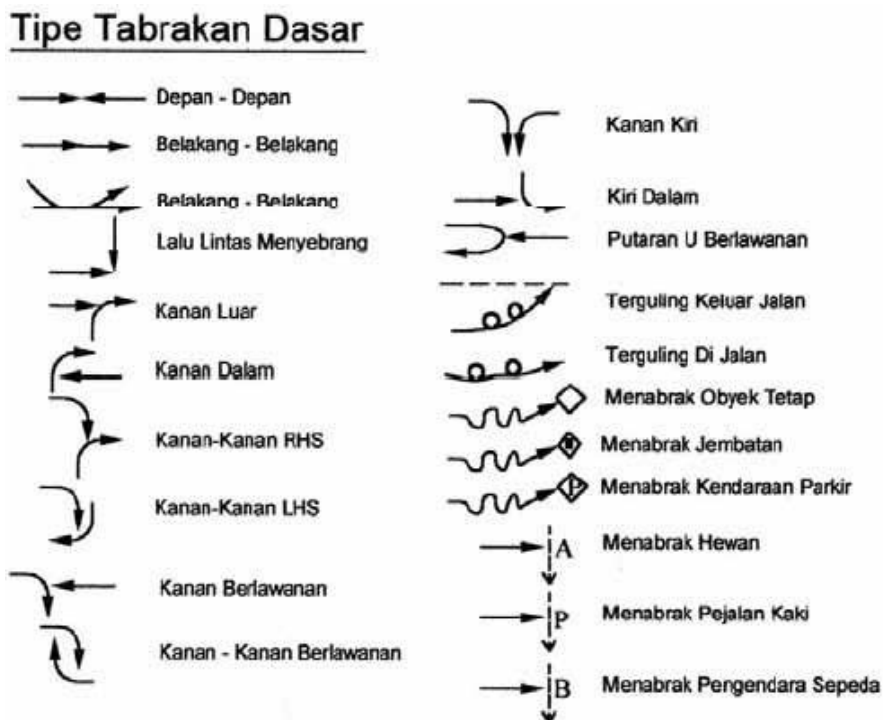 Tipe Tabrakan Dasar
Depan - Depan
Belakang - Belakang
Belakang - Belakang
Lalu Lintas Menyebrang
Kanan Luar
Kanan Dalam
Kanan-Kanan RHS
Kanan-Kanan LHS
Kanan Berlawanan
Kanan - Kanan Berlawanan
Kanan Kiri
Kiri Dalam
Putaran U Berlawanan
Terguling Keluar Jalan
Terguling Di Jalan
Menabrak Obyek Tetap
Menabrak Jembatan
P Menabrak Kendaraan Parkir
A Menabrak Hewan
P Menabrak Pejalan Kaki
B Menabrak Pengendara Sepeda